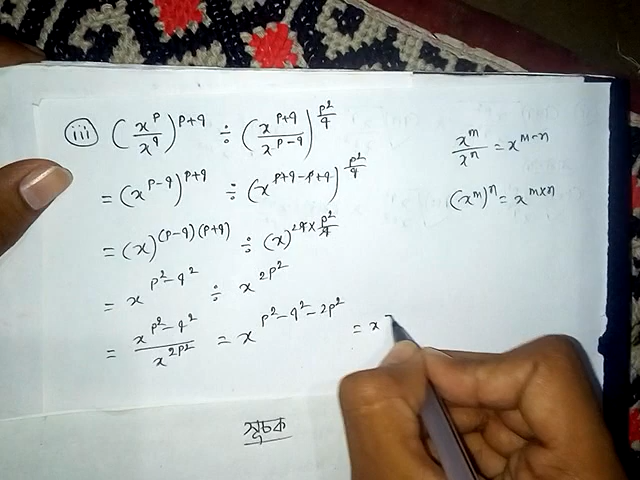 iii (x^p/x^q)^(p+q) ÷ (x^(p+q)/x^(p-q))^(p²/q)
= (x^(p-q))^(p+q) ÷ (x^(p+q-p+q))^(p²/q)
= (x)^((p-q)(p+q)) ÷ (x)^(2q×p²/q)
= x^(p²-q²) ÷ x^(2p²)
= x^(p²-q²)/x^(2p²) = x^(p²-q²-2p²) = x^-
x^m/x^n = x^(m-n)
(x^m)^n = x^(m×n)
সূচক